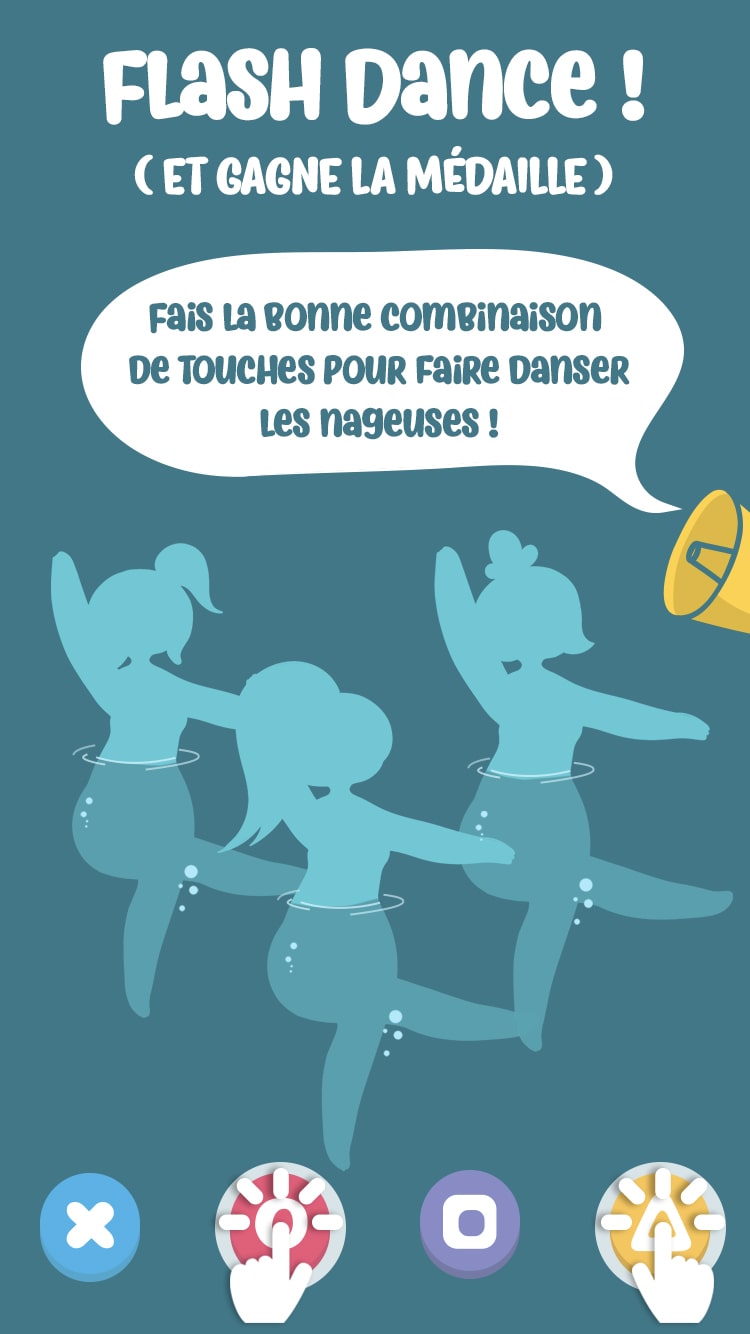 FLASH DANCE !
( ET GAGNE LA MÉDAILLE )
Fais la bonne combinaison
de touches pour faire danser
les nageuses !